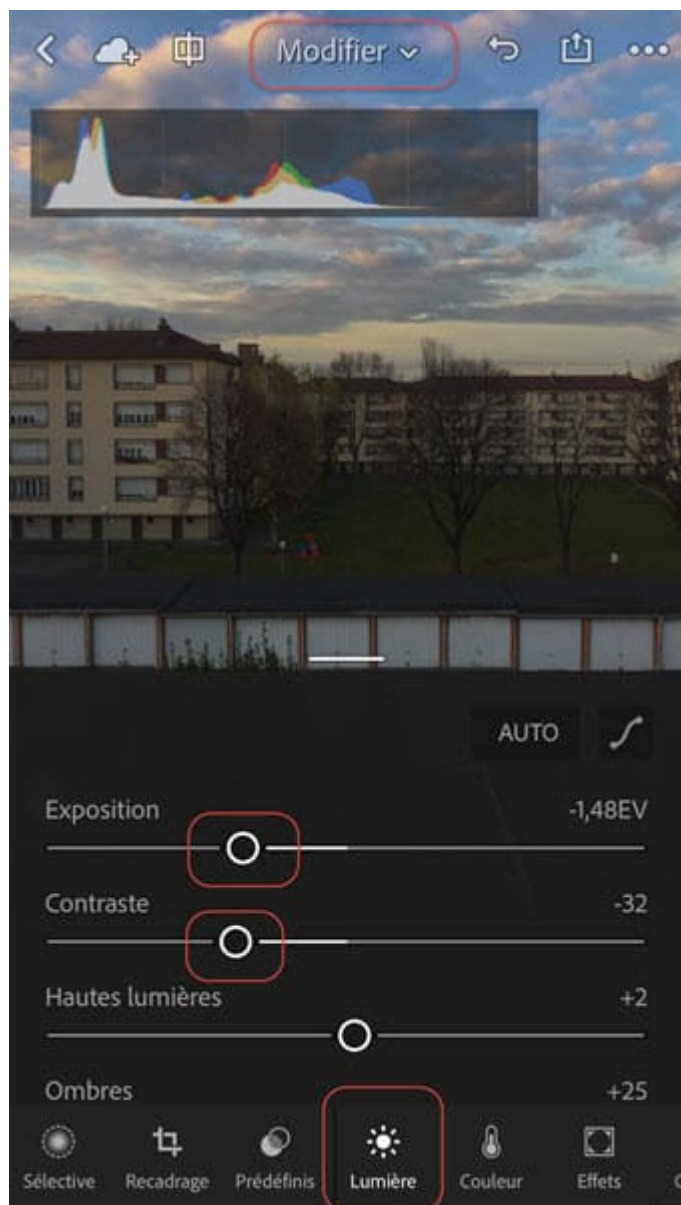 Modifier
AUTO
Exposition -1,48EV
Contraste -32
Hautes lumières +2
Ombres +25
Sélective Recadrage Prédéfinis Lumière Couleur Effets